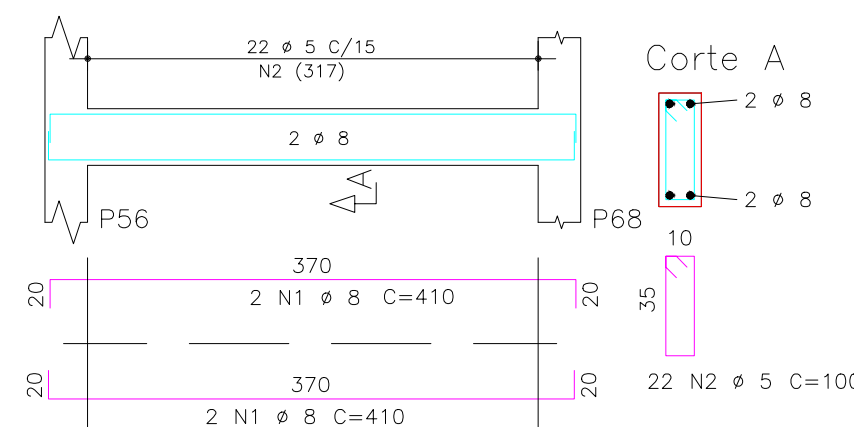 22 ø 5 C/15
N2 (317)
Corte A
2 ø 8
2 ø 8
A
2 ø 8
P56
P68
10
370
20
20
2 N1 ø 8 C=410
35
20
370
20
22 N2 ø 5 C=100
2 N1 ø 8 C=410